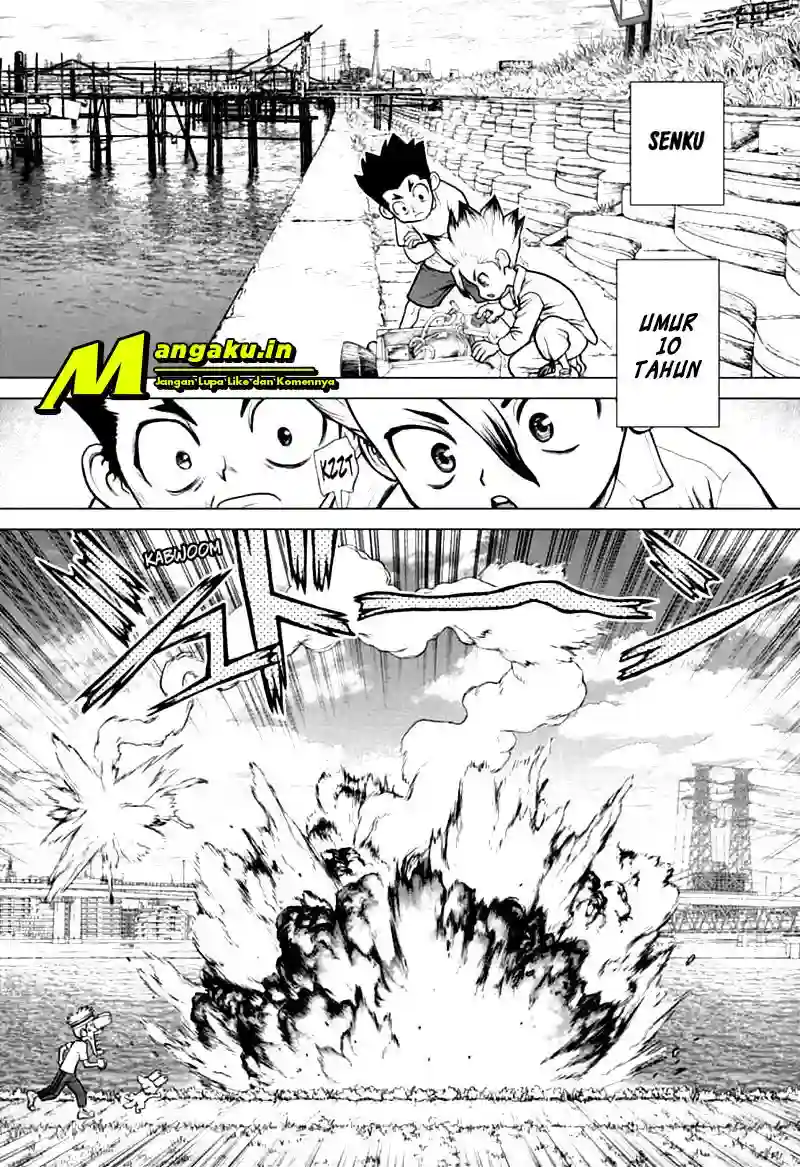 SENKU
UMUR
10
TAHUN
Mangaku.in
Jangan Lupa Like dan Komennya
KZZT
KABWOOM